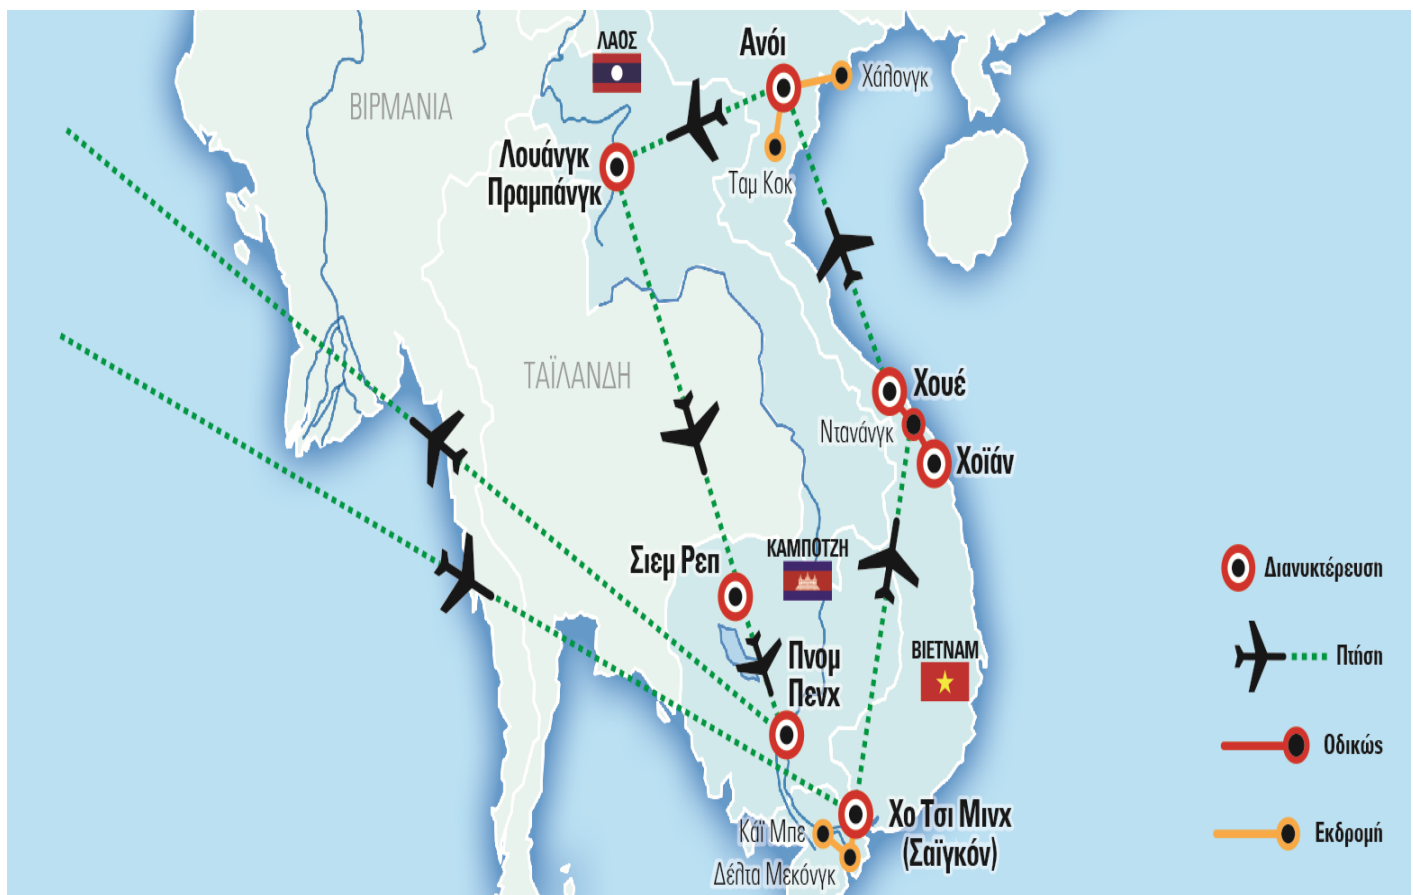 ΛΑΟΣ
Ανόι
Χάλονγκ
ΒΙΡΜΑΝΙΑ
Λουάνγκ
Πραμπάνγκ
Ταμ Κοκ
ΤΑΪΛΑΝΔΗ
Χουέ
Ντανάνγκ
Χοϊάν
Σιεμ Ρεπ
ΚΑΜΠΟΤΖΗ
Διανυκτέρευση
Πνομ
Πενχ
ΒΙΕΤΝΑΜ
Πτήση
Οδικώς
Κάϊ Μπε
Χο Τσι Μινχ
(Σαϊγκόν)
Δέλτα Μεκόνγκ
Εκδρομή